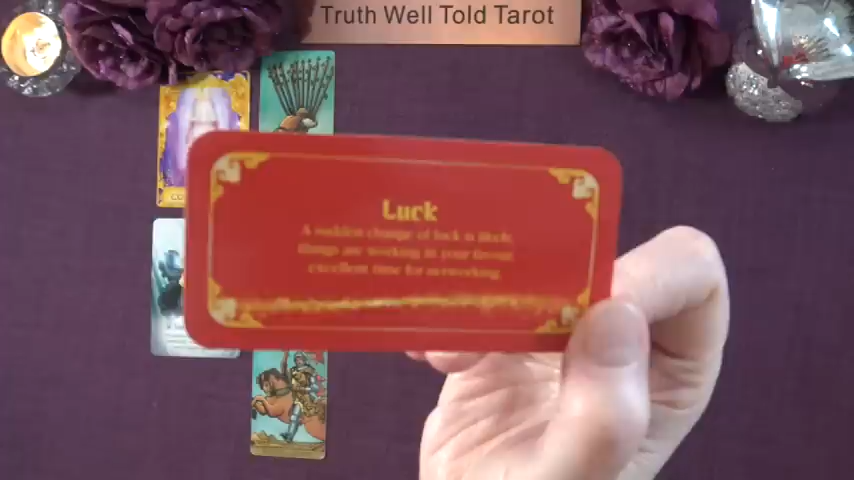 Truth Well Told Tarot
Luck
A sudden change of luck is likely,
things are working in your favour,
excellent time for networking.